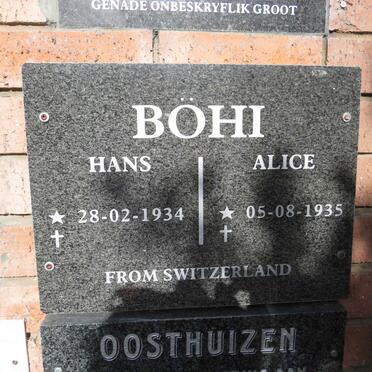 GENADE ONBESKRYFLIK GROOT
BÖHI
HANS ALICE
★ 28-02-1934 ★ 05-08-1935
✝ ✝
FROM SWITZERLAND
OOSTHUIZEN